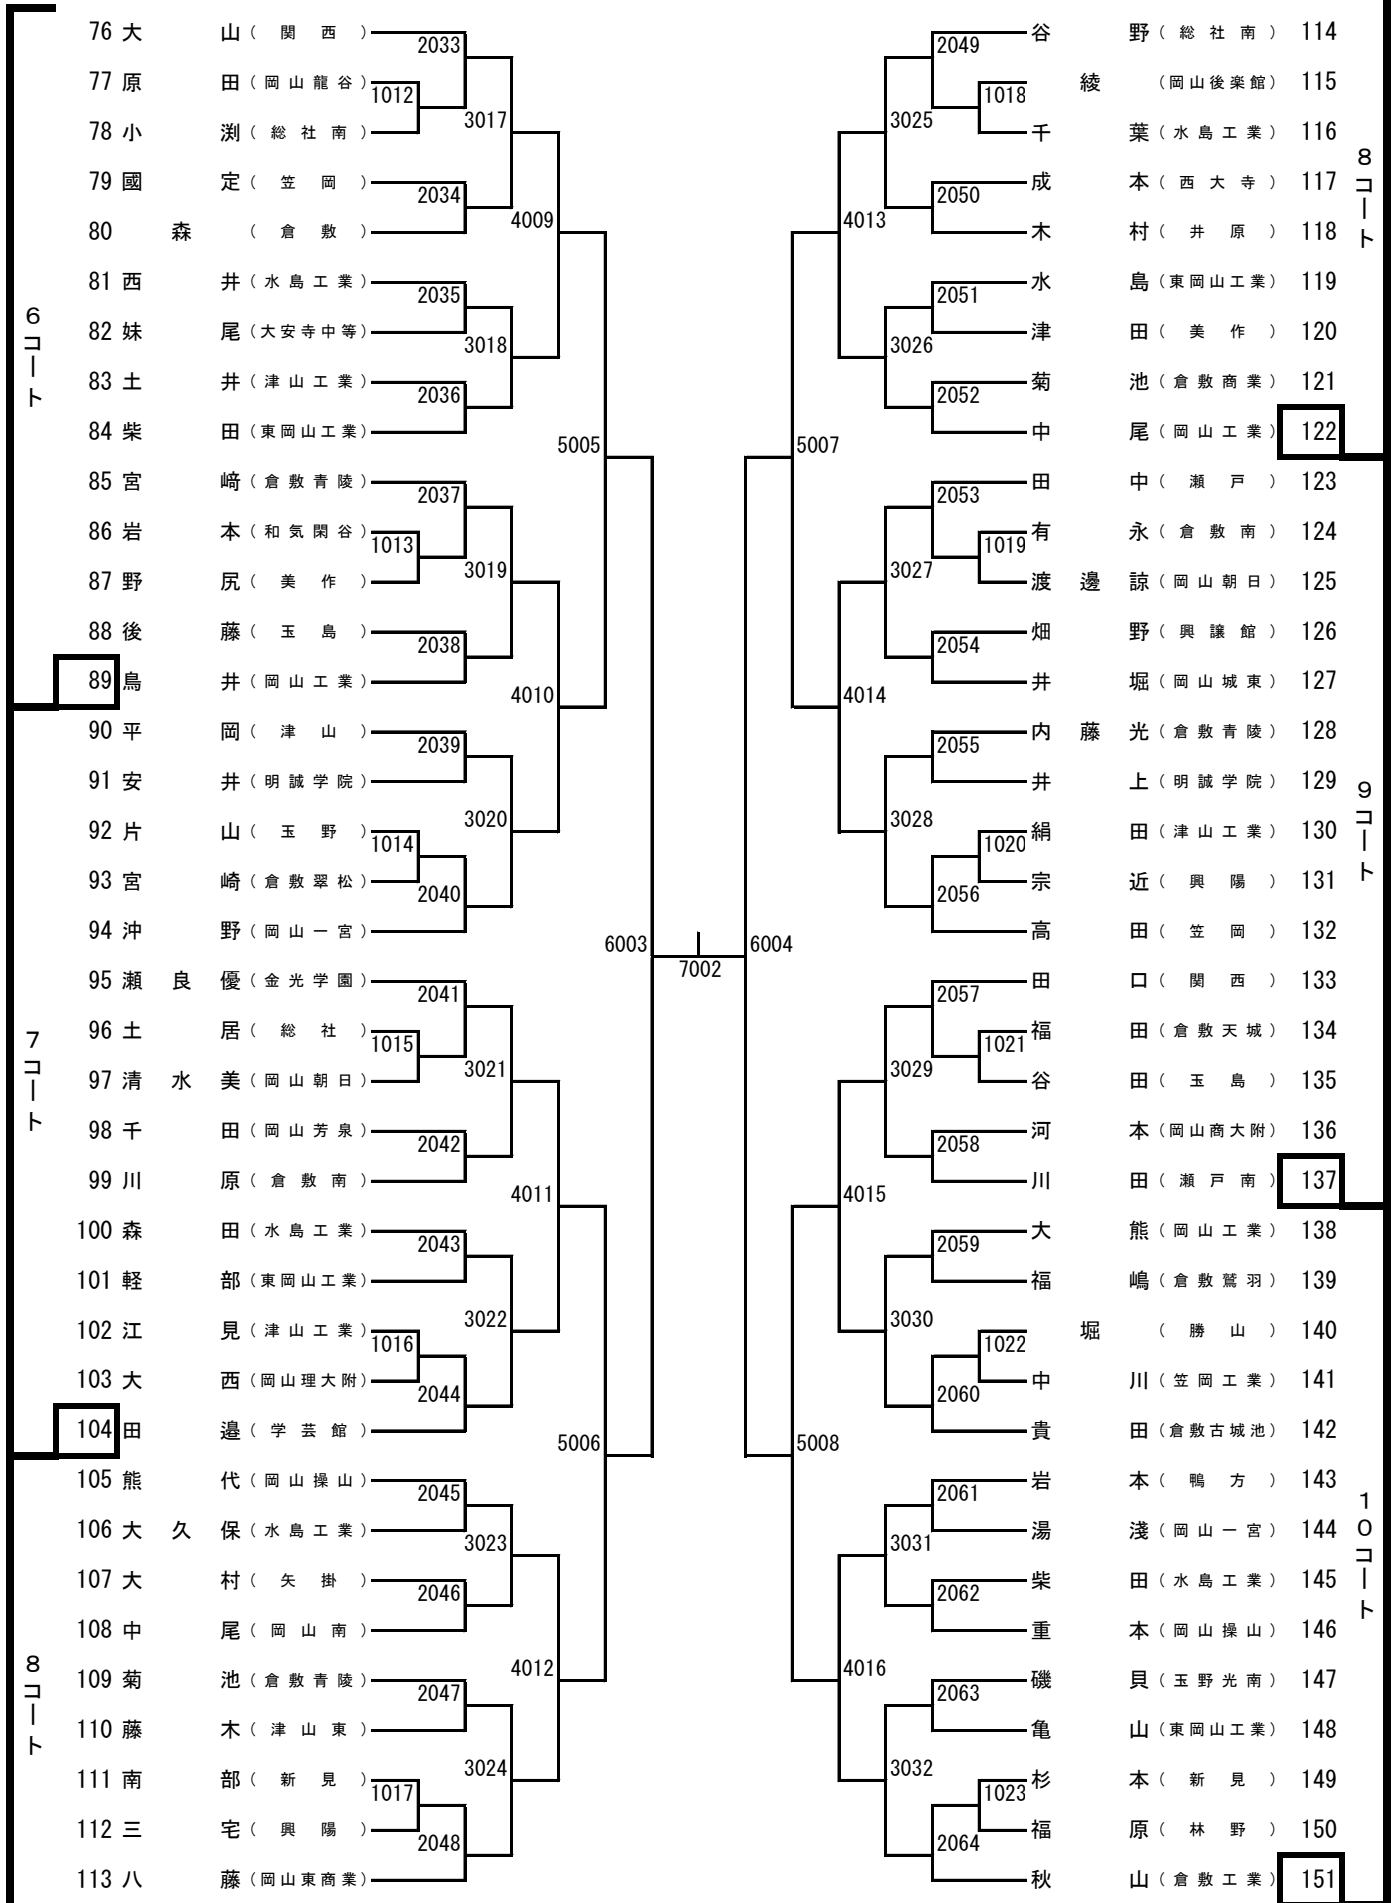 76 大山（関西）
77 原田（岡山龍谷）
78 小渕（総社南）
79 國定（笠岡）
80 森（倉敷）
81 西井（水島工業）
82 妹尾（大安寺中等）
83 土井（津山工業）
84 柴田（東岡山工業）
85 宮﨑（倉敷青陵）
86 岩本（和気閑谷）
87 野尻（美作）
88 後藤（玉島）
89 鳥井（岡山工業）
90 平岡（津山）
91 安井（明誠学院）
92 片山（玉野）
93 宮崎（倉敷翠松）
94 沖野（岡山一宮）
95 瀬良優（金光学園）
96 土居（総社）
97 清水美（岡山朝日）
98 千田（岡山芳泉）
99 川原（倉敷南）
100 森田（水島工業）
101 軽部（東岡山工業）
102 江見（津山工業）
103 大西（岡山理大附）
104 田邉（学芸館）
105 熊代（岡山操山）
106 大久保（水島工業）
107 大村（矢掛）
108 中尾（岡山南）
109 菊池（倉敷青陵）
110 藤木（津山東）
111 南部（新見）
112 三宅（興陽）
113 八藤（岡山東商業）
6コート
7コート
8コート
1012
1013
1014
1015
1016
1017
2033
2034
2035
2036
2037
2038
2039
2040
2041
2042
2043
2044
2045
2046
2047
2048
3017
3018
3019
3020
3021
3022
3023
3024
4009
4010
4011
4012
5005
5006
6003
7002
6004
5007
5008
4013
4014
4015
4016
3025
3026
3027
3028
3029
3030
3031
3032
2049
2050
2051
2052
2053
2054
2055
2056
2057
2058
2059
2060
2061
2062
2063
2064
1018
1019
1020
1021
1022
1023
谷野（総社南） 114
綾（岡山後楽館） 115
千葉（水島工業） 116
成本（西大寺） 117
木村（井原） 118
水島（東岡山工業） 119
津田（美作） 120
菊池（倉敷商業） 121
中尾（岡山工業） 122
田中（瀬戸） 123
有永（倉敷南） 124
渡邊諒（岡山朝日） 125
畑野（興譲館） 126
井堀（岡山城東） 127
内藤光（倉敷青陵） 128
井上（明誠学院） 129
絹田（津山工業） 130
宗近（興陽） 131
高田（笠岡） 132
田口（関西） 133
福田（倉敷天城） 134
谷田（玉島） 135
河本（岡山商大附） 136
川田（瀬戸南） 137
大熊（岡山工業） 138
福嶋（倉敷鷲羽） 139
堀（勝山） 140
中川（笠岡工業） 141
貴田（倉敷古城池） 142
岩本（鴨方） 143
湯淺（岡山一宮） 144
柴田（水島工業） 145
重本（岡山操山） 146
磯貝（玉野光南） 147
亀山（東岡山工業） 148
杉本（新見） 149
福原（林野） 150
秋山（倉敷工業） 151
8コート
9コート
10コート